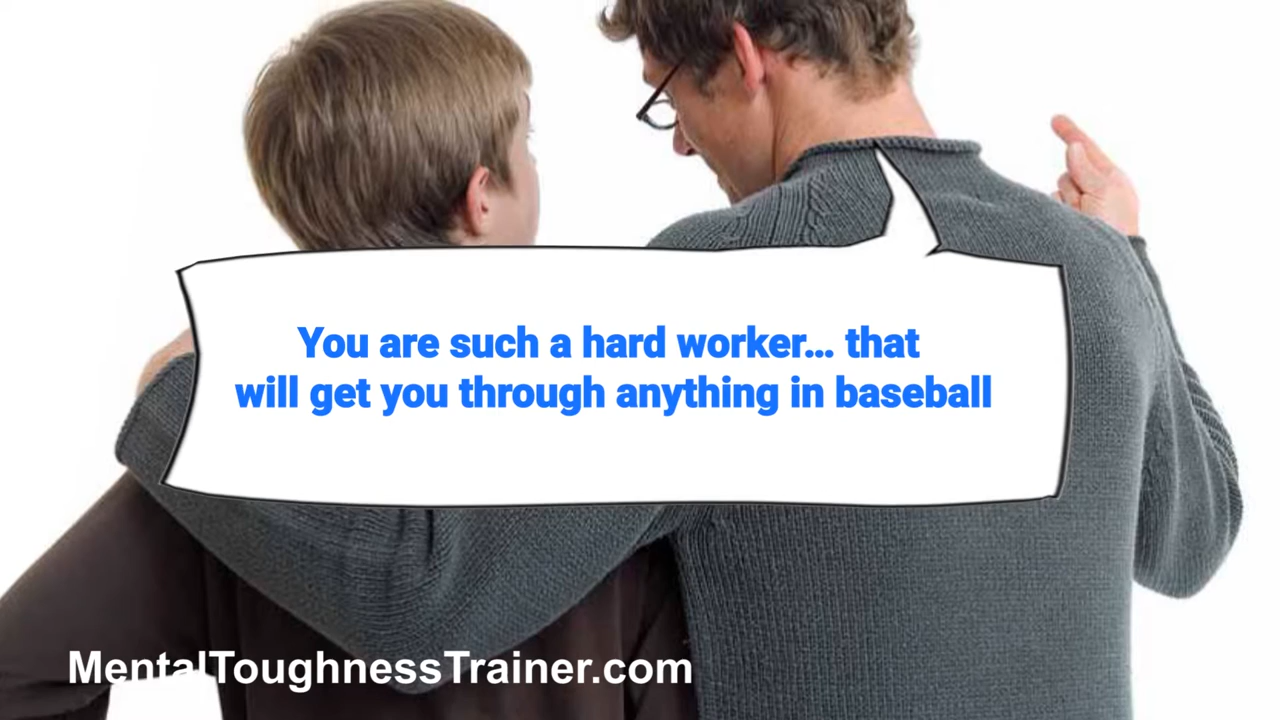 You are such a hard worker... that
will get you through anything in baseball
MentalToughnessTrainer.com